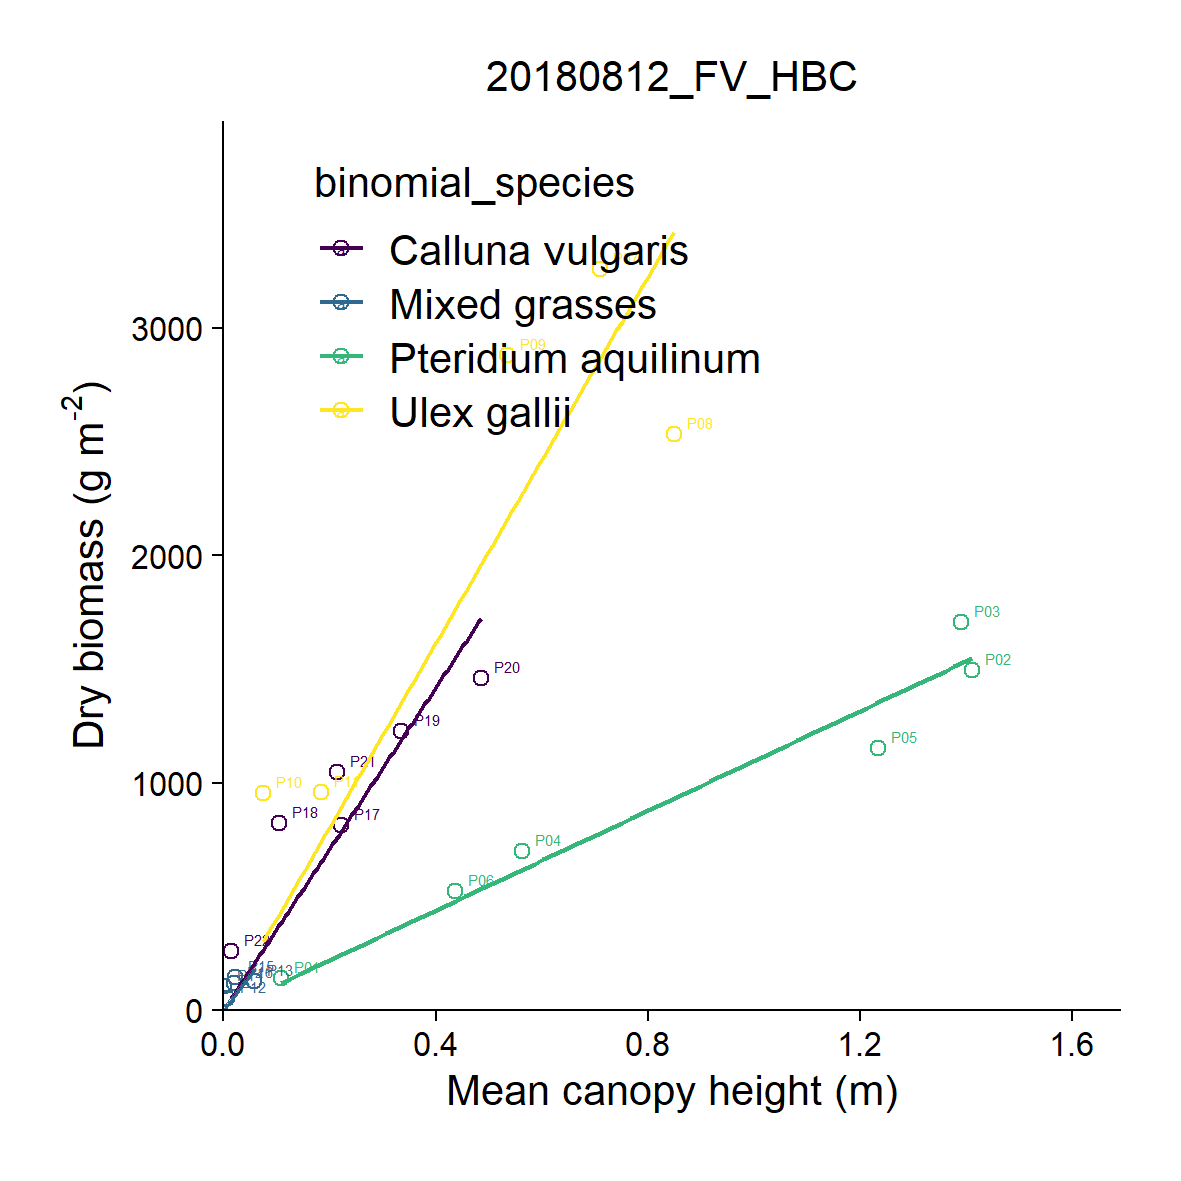 20180812_FV_HBC
binomial_species
Calluna vulgaris
Mixed grasses
Pteridium aquilinum
Ulex gallii
Dry biomass (g m-2)
3000
2000
1000
0
P09
P08
P03
P02
P20
P19
P05
P21
P10
P18
P17
P04
P06
P22
P15
P13
P01
P12
0.0
0.4
0.8
1.2
1.6
Mean canopy height (m)